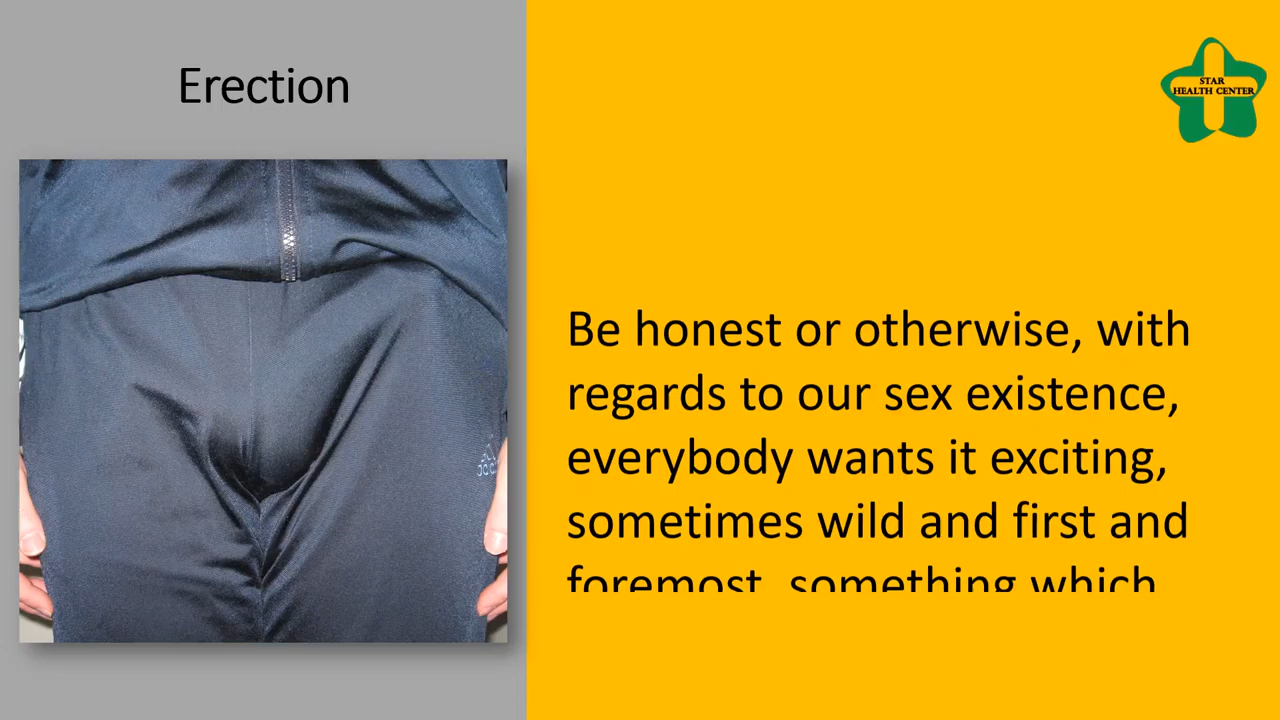 Erection
STAR
HEALTH CENTER
Be honest or otherwise, with
regards to our sex existence,
everybody wants it exciting,
sometimes wild and first and
foremost, something which